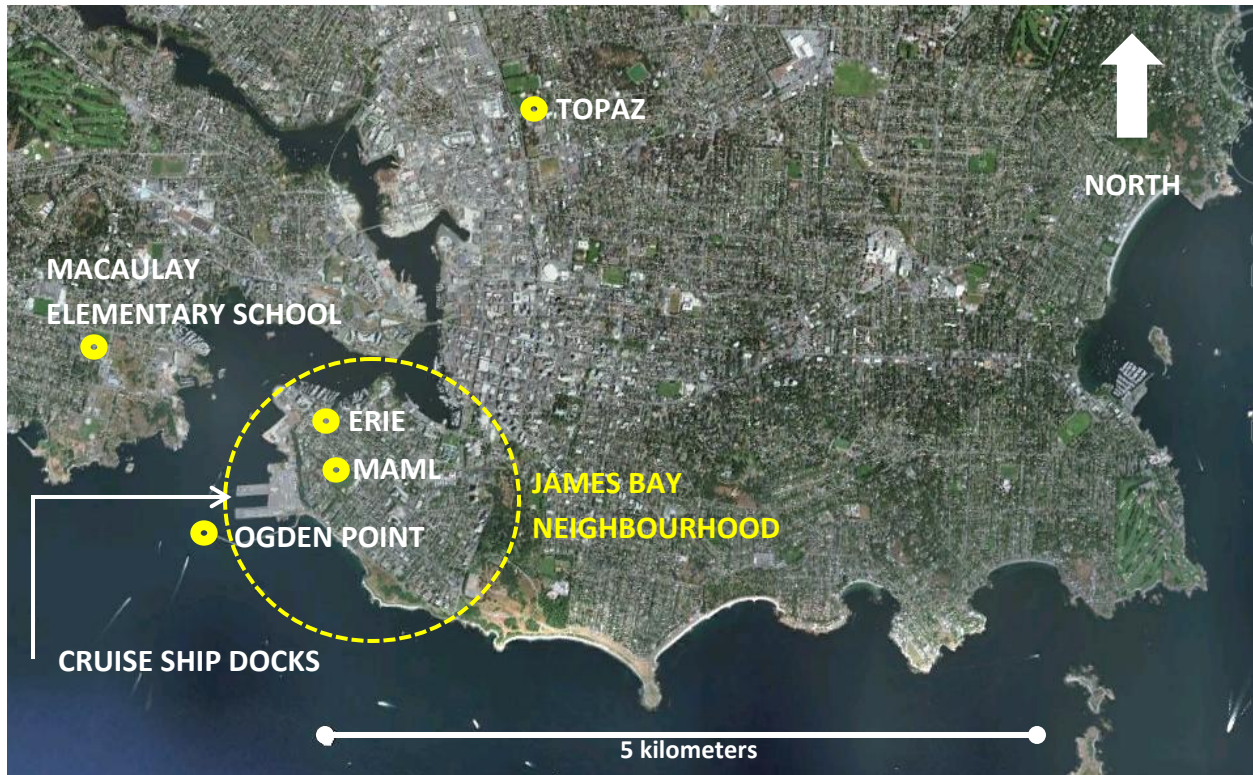 TOPAZ
NORTH
MACAULAY
ELEMENTARY SCHOOL
ERIE
MAML
JAMES BAY
NEIGHBOURHOOD
OGDEN POINT
CRUISE SHIP DOCKS
5 kilometers